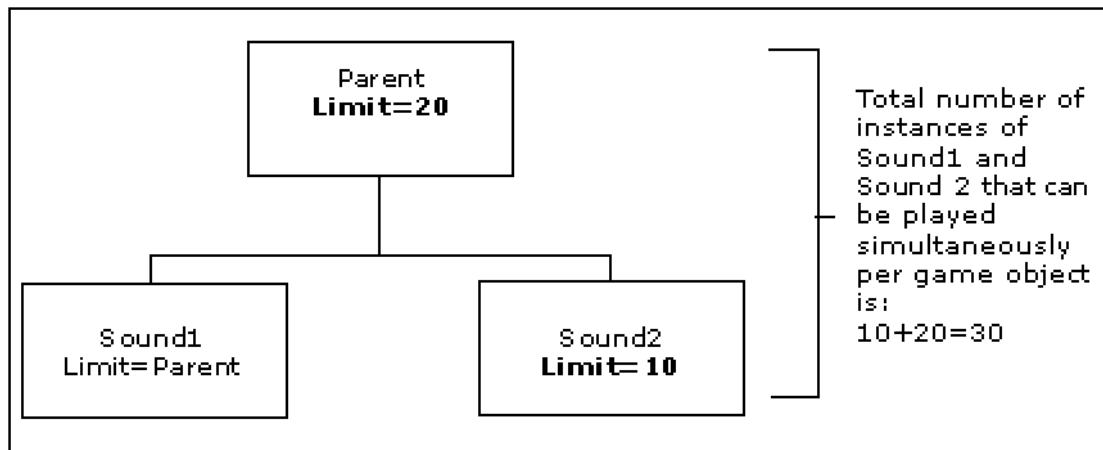 Parent
Limit=20
Sound1
Limit=Parent
Sound2
Limit=10
Total number of
instances of
Sound1 and
Sound 2 that can
be played
simultaneously
per game object
is:
10+20=30